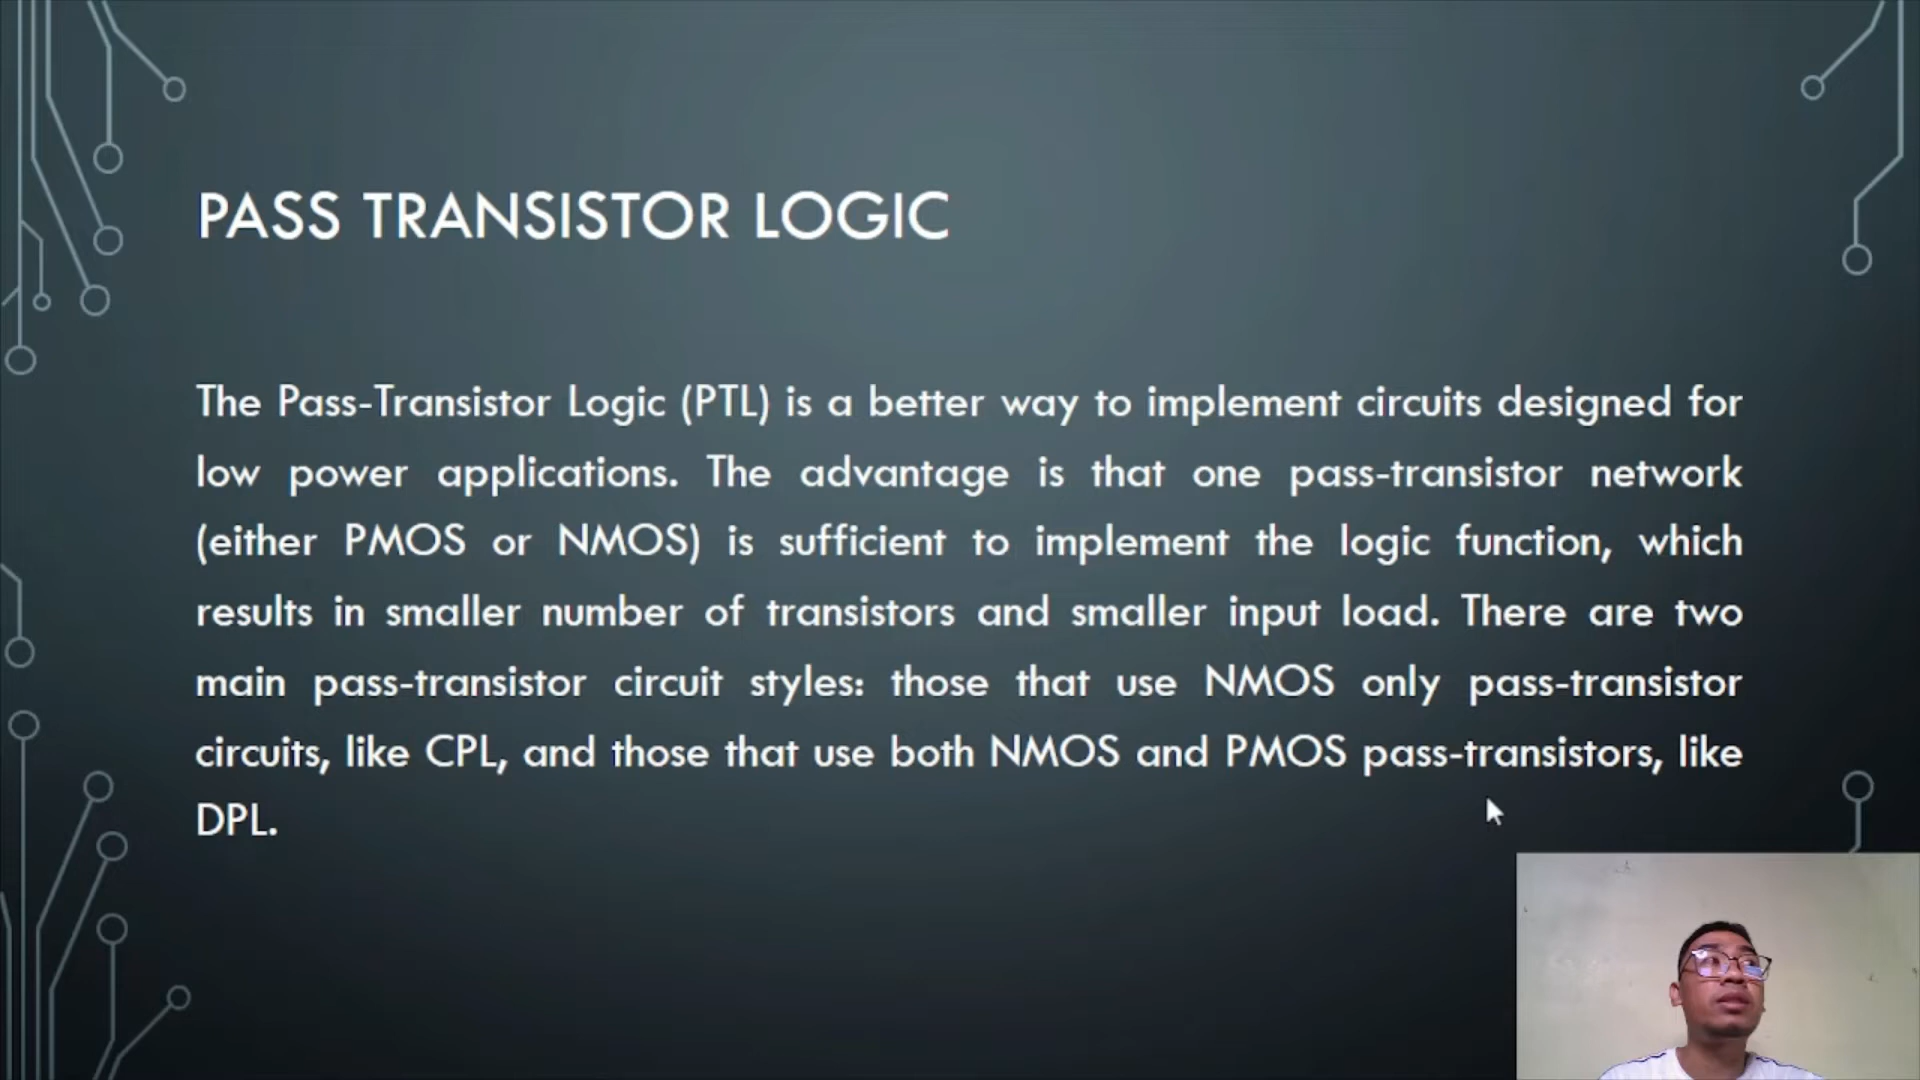 PASS TRANSISTOR LOGIC
The Pass-Transistor Logic (PTL) is a better way to implement circuits designed for
low power applications. The advantage is that one pass-transistor network
(either PMOS or NMOS) is sufficient to implement the logic function, which
results in smaller number of transistors and smaller input load. There are two
main pass-transistor circuit styles: those that use NMOS only pass-transistor
circuits, like CPL, and those that use both NMOS and PMOS pass-transistors, like
DPL.